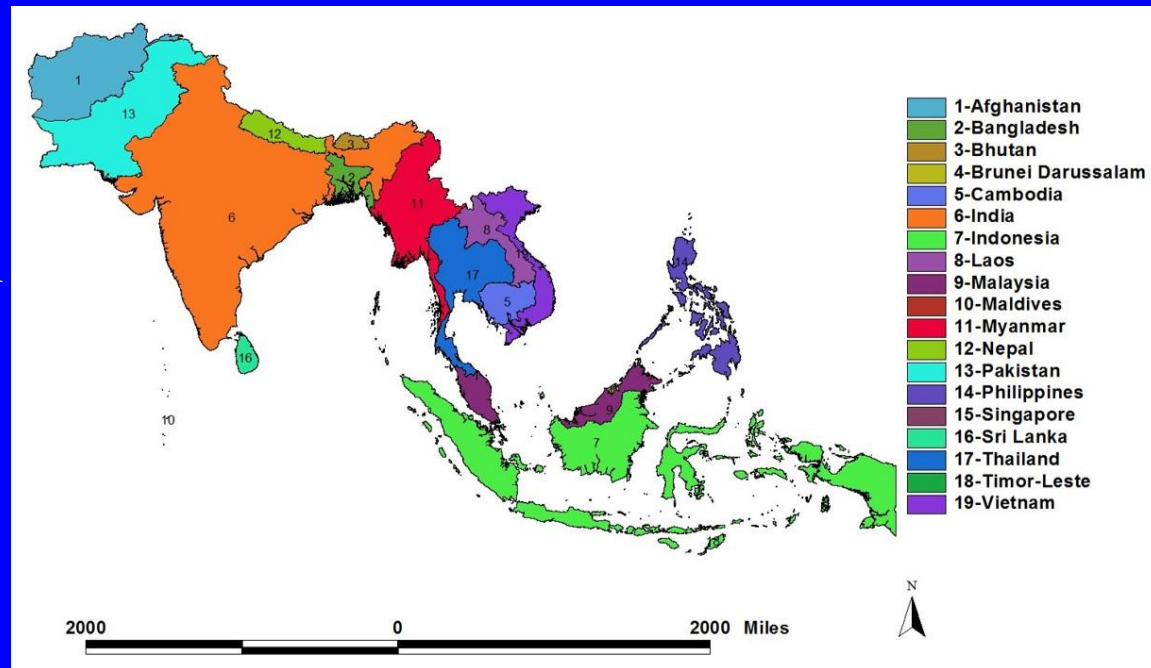 1
13
12
3
2
6
11
8
19
17
5
14
16
10
9
7
1-Afghanistan
2-Bangladesh
3-Bhutan
4-Brunei Darussalam
5-Cambodia
6-India
7-Indonesia
8-Laos
9-Malaysia
10-Maldives
11-Myanmar
12-Nepal
13-Pakistan
14-Philippines
15-Singapore
16-Sri Lanka
17-Thailand
18-Timor-Leste
19-Vietnam
N
2000 0 2000 Miles